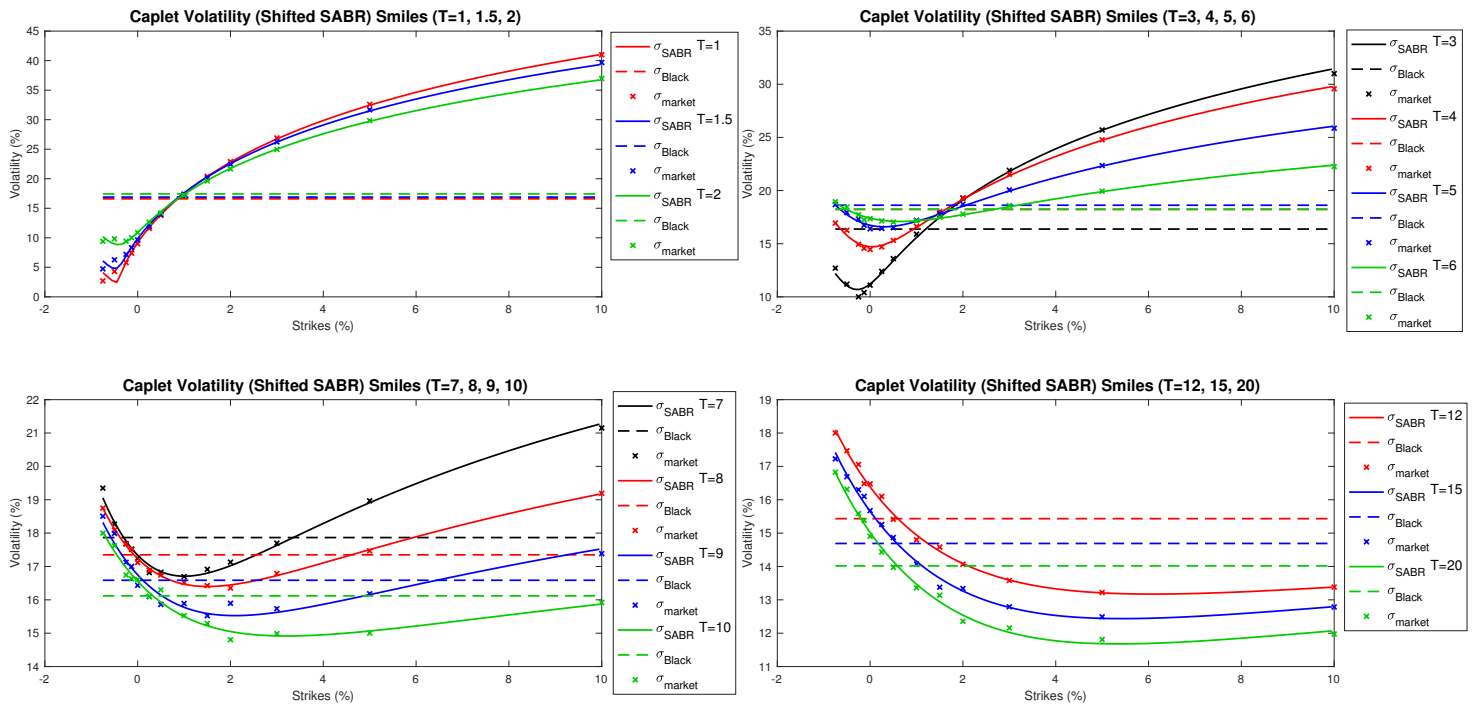 Caplet Volatility (Shifted SABR) Smiles (T=1, 1.5, 2)
45
40
35
30
25
20
15
10
5
0
Volatility (%)
-2
0
2
4
6
8
10
Strikes (%)
σSABR T=1
σBlack
σmarket
σSABR T=1.5
σBlack
σmarket
σSABR T=2
σBlack
σmarket
Caplet Volatility (Shifted SABR) Smiles (T=3, 4, 5, 6)
35
30
25
20
15
10
Volatility (%)
-2
0
2
4
6
8
10
Strikes (%)
σSABR T=3
σBlack
σmarket
σSABR T=4
σBlack
σmarket
σSABR T=5
σBlack
σmarket
σSABR T=6
σBlack
σmarket
Caplet Volatility (Shifted SABR) Smiles (T=7, 8, 9, 10)
22
21
20
19
18
17
16
15
14
Volatility (%)
-2
0
2
4
6
8
10
Strikes (%)
σSABR T=7
σBlack
σmarket
σSABR T=8
σBlack
σmarket
σSABR T=9
σBlack
σmarket
σSABR T=10
σBlack
σmarket
Caplet Volatility (Shifted SABR) Smiles (T=12, 15, 20)
19
18
17
16
15
14
13
12
11
Volatility (%)
-2
0
2
4
6
8
10
Strikes (%)
σSABR T=12
σBlack
σmarket
σSABR T=15
σBlack
σmarket
σSABR T=20
σBlack
σmarket